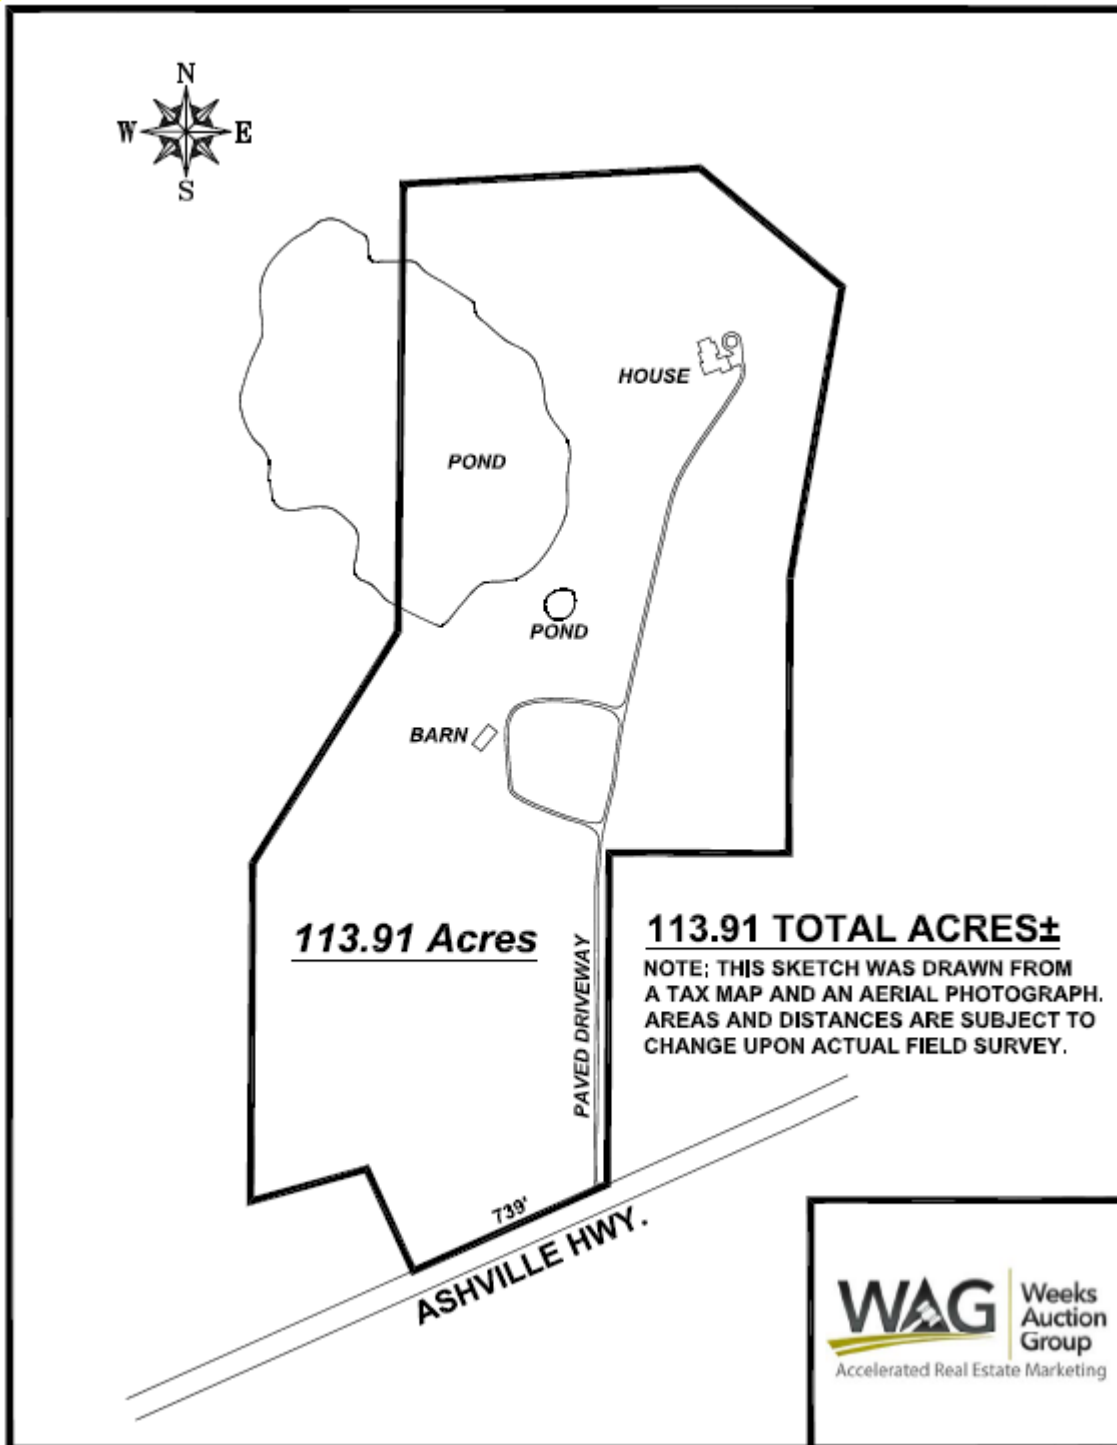 N
W E
S
HOUSE
POND
POND
BARN
113.91 Acres
PAVED DRIVEWAY
113.91 TOTAL ACRES±
NOTE; THIS SKETCH WAS DRAWN FROM
A TAX MAP AND AN AERIAL PHOTOGRAPH.
AREAS AND DISTANCES ARE SUBJECT TO
CHANGE UPON ACTUAL FIELD SURVEY.
739'
ASHVILLE HWY.
WAG
Weeks
Auction
Group
Accelerated Real Estate Marketing